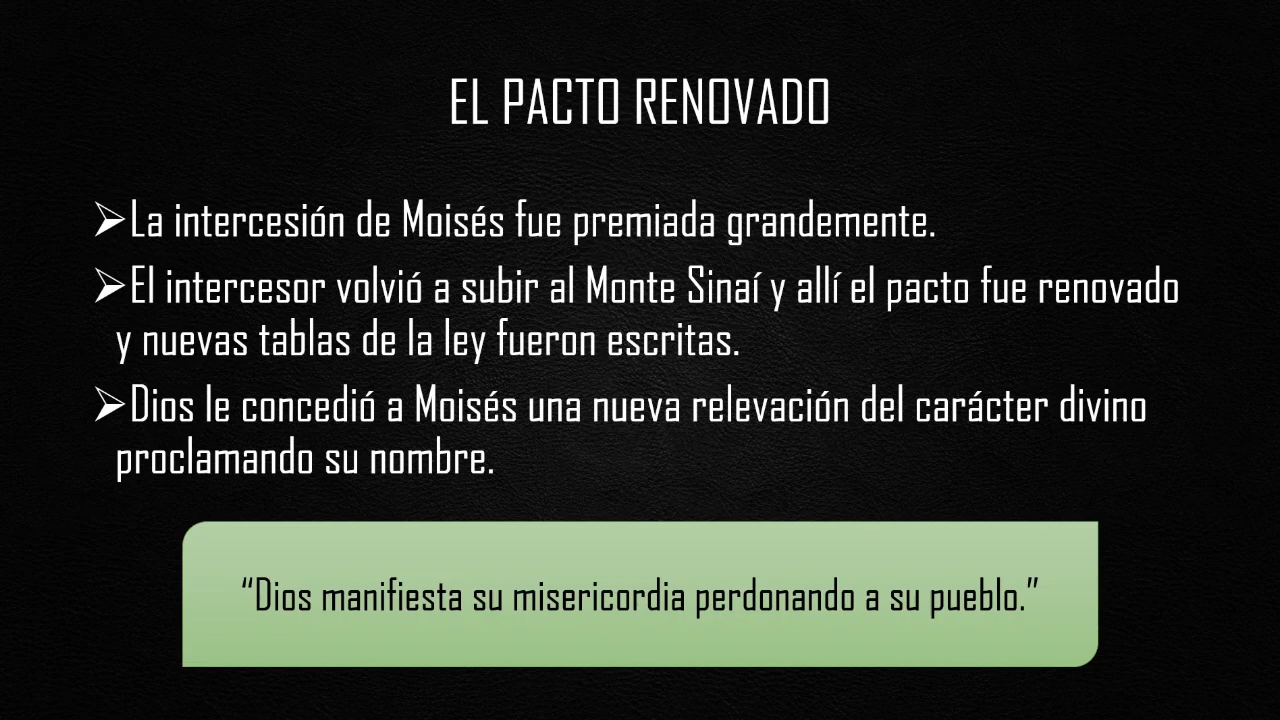 EL PACTO RENOVADO
➢La intercesión de Moisés fue premiada grandemente.
➢El intercesor volvió a subir al Monte Sinaí y allí el pacto fue renovado
y nuevas tablas de la ley fueron escritas.
➢Dios le concedió a Moisés una nueva relevación del carácter divino
proclamando su nombre.
“Dios manifiesta su misericordia perdonando a su pueblo.”